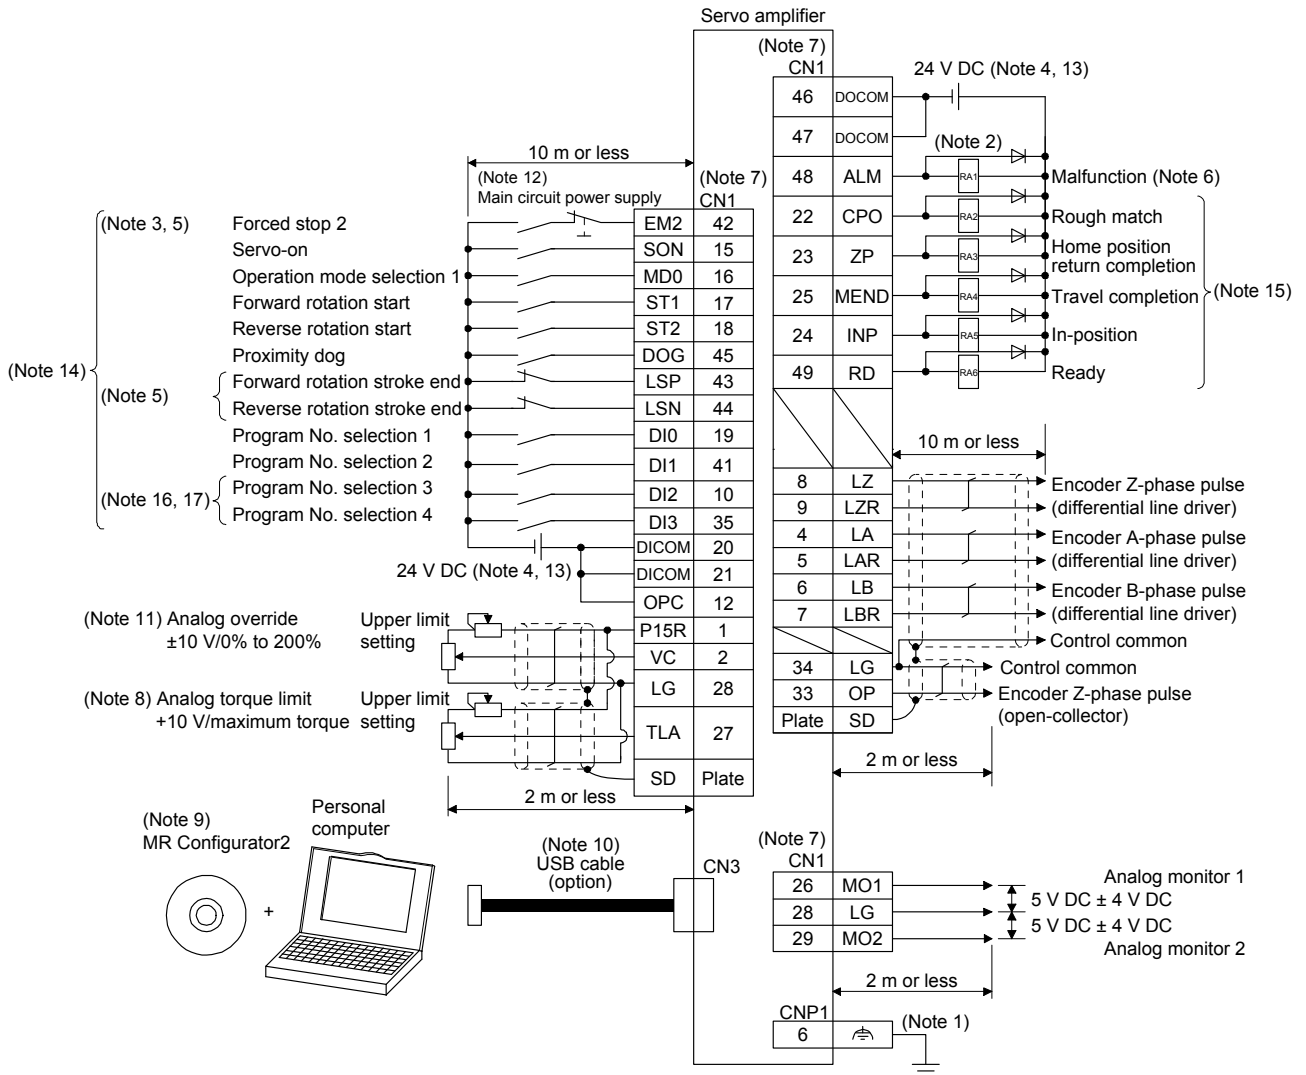 Servo amplifier
(Note 7)
CN1
24 V DC (Note 4, 13)
46 DOCOM
47 DOCOM
(Note 2)
48 ALM RA1 Malfunction (Note 6)
22 CPO RA2 Rough match
23 ZP RA3 Home position
return completion
25 MEND RA4 Travel completion
(Note 15)
24 INP RA5 In-position
49 RD RA6 Ready
10 m or less
8 LZ Encoder Z-phase pulse
9 LZR (differential line driver)
4 LA Encoder A-phase pulse
5 LAR (differential line driver)
6 LB Encoder B-phase pulse
7 LBR (differential line driver)
Control common
34 LG Control common
33 OP Encoder Z-phase pulse
(open-collector)
Plate SD
2 m or less
10 m or less
(Note 12)
Main circuit power supply
(Note 7)
CN1
(Note 14)
(Note 3, 5) Forced stop 2 EM2 42
Servo-on SON 15
Operation mode selection 1 MD0 16
Forward rotation start ST1 17
Reverse rotation start ST2 18
Proximity dog DOG 45
(Note 5)
Forward rotation stroke end LSP 43
Reverse rotation stroke end LSN 44
Program No. selection 1 DI0 19
Program No. selection 2 DI1 41
(Note 16, 17)
Program No. selection 3 DI2 10
Program No. selection 4 DI3 35
DICOM 20
24 V DC (Note 4, 13) DICOM 21
OPC 12
(Note 11) Analog override
±10 V/0% to 200%
Upper limit
setting
P15R 1
VC 2
LG 28
(Note 8) Analog torque limit
+10 V/maximum torque
Upper limit
setting
TLA 27
SD Plate
2 m or less
(Note 9)
MR Configurator2
+
Personal
computer
(Note 10)
USB cable
(option)
CN3
(Note 7)
CN1
26 MO1 Analog monitor 1
5 V DC ± 4 V DC
28 LG
5 V DC ± 4 V DC
29 MO2 Analog monitor 2
2 m or less
CNP1
6
(Note 1)